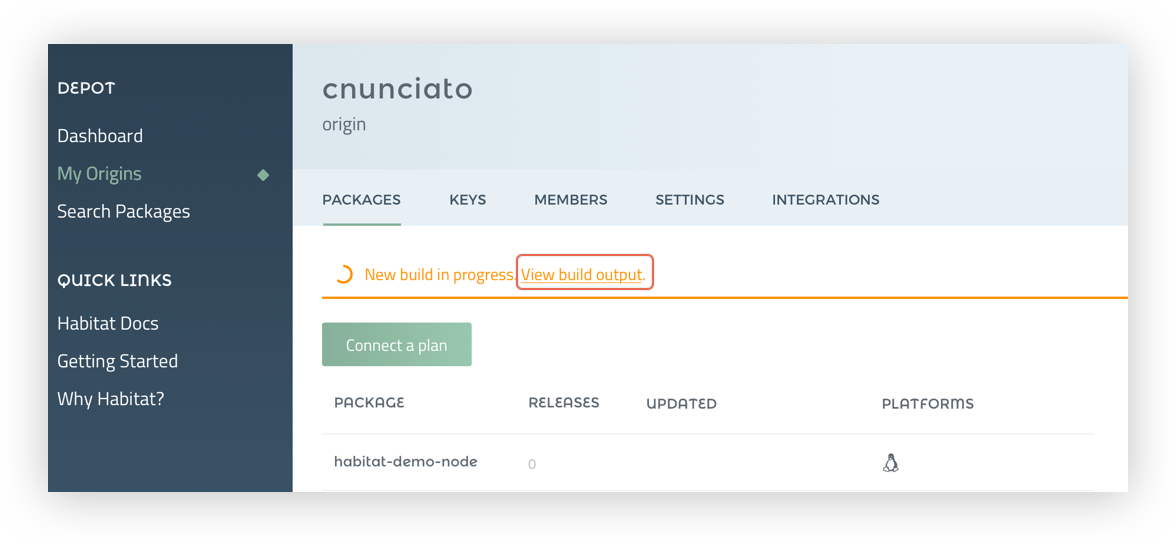 DEPOT
Dashboard
My Origins
Search Packages
QUICK LINKS
Habitat Docs
Getting Started
Why Habitat?
cnunciato
origin
PACKAGES KEYS MEMBERS SETTINGS INTEGRATIONS
New build in progress. View build output.
Connect a plan
PACKAGE RELEASES UPDATED PLATFORMS
habitat-demo-node 0